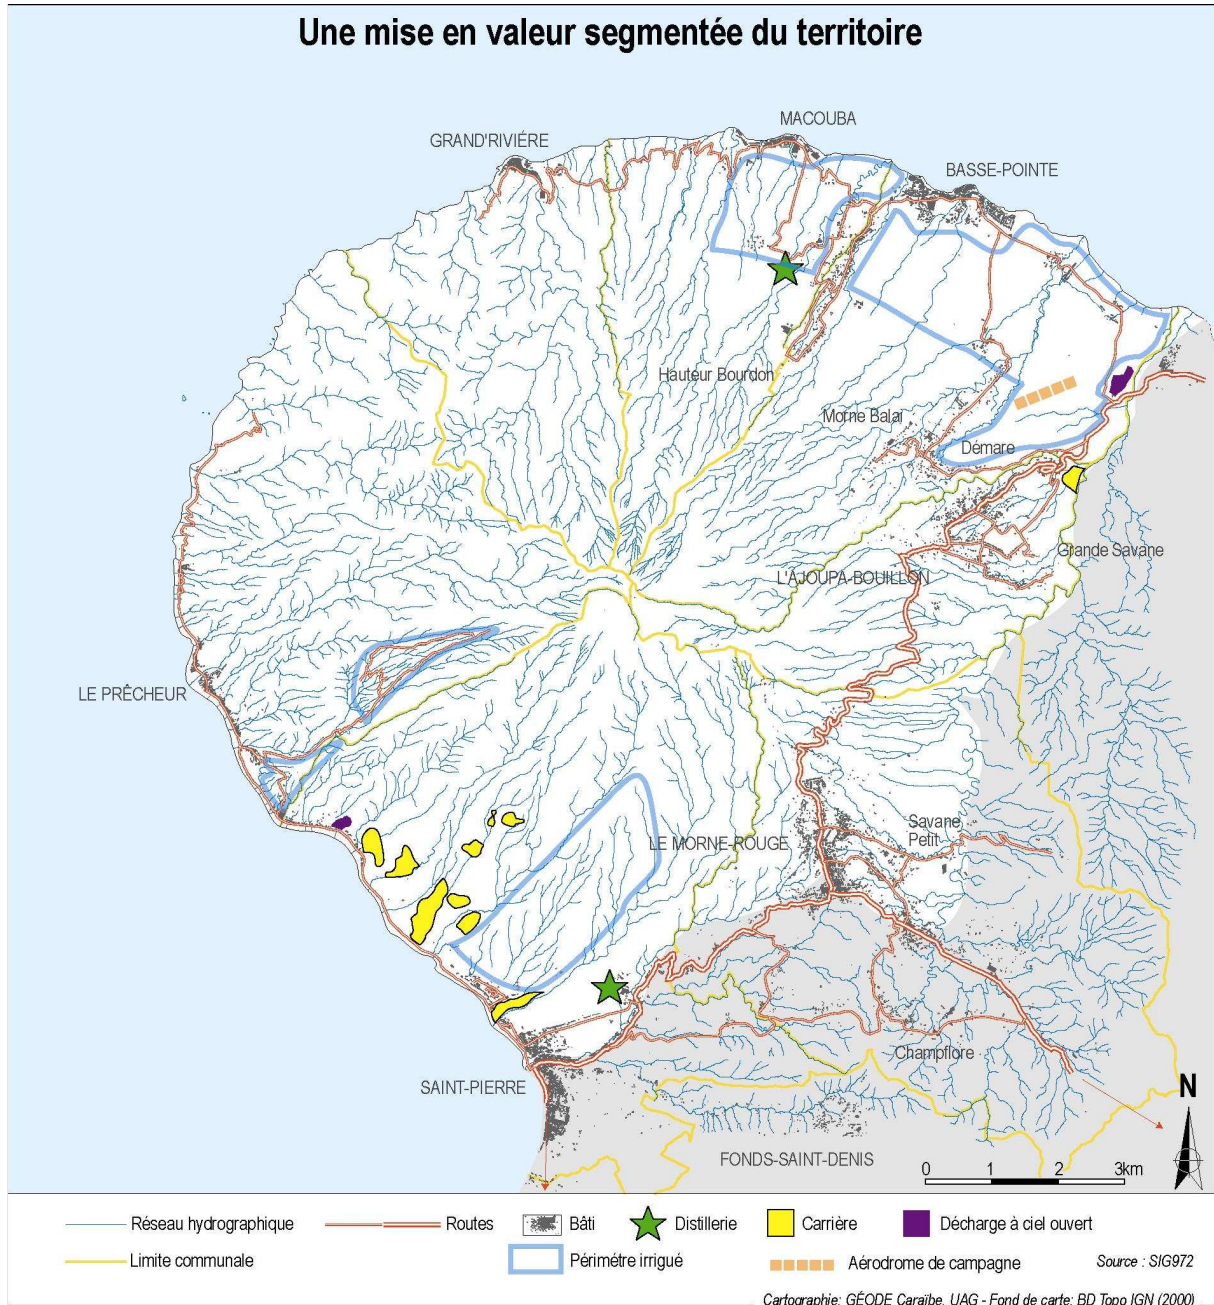 Une mise en valeur segmentée du territoire
MACOUBA
GRAND'RIVIÉRE
BASSE-POINTE
Hauteur Bourdon
Morne Balai
Démare
Grande Savane
L'AJOUPA-BOUILLON
LE PRÊCHEUR
Savane
Petit
LE MORNE-ROUGE
Champflore
SAINT-PIERRE
N
FONDS-SAINT-DENIS
0 1 2 3km
Réseau hydrographique Routes Bâti Distillerie Carrière Décharge à ciel ouvert
Limite communale Périmétre irrigué Aérodrome de campagne Source : SIG972
Cartographie: GÉODE Caraïbe, UAG - Fond de carte: BD Topo IGN (2000)